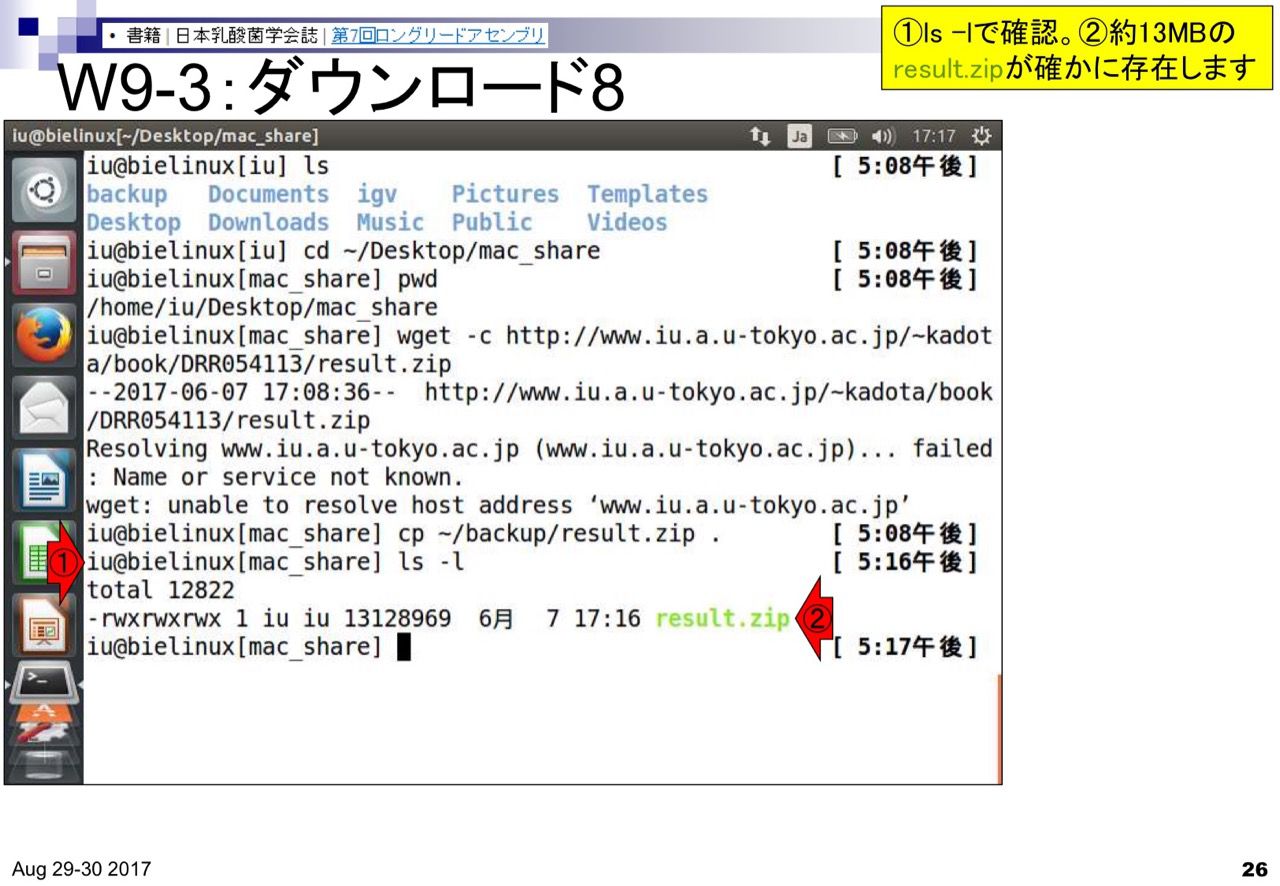 • 書籍 | 日本乳酸菌学会誌 | 第7回ロングリードアセンブリ
①ls –lで確認。②約13MBの
result.zipが確かに存在します
W9-3：ダウンロード8
iu@bielinux[~/Desktop/mac_share] Ja 17:17
iu@bielinux[iu] ls [ 5:08午後]
backup Documents igv Pictures Templates
Desktop Downloads Music Public Videos
iu@bielinux[iu] cd ~/Desktop/mac_share [ 5:08午後]
iu@bielinux[mac_share] pwd [ 5:08午後]
/home/iu/Desktop/mac_share
iu@bielinux[mac_share] wget -c http://www.iu.a.u-tokyo.ac.jp/~kadot
a/book/DRR054113/result.zip
--2017-06-07 17:08:36-- http://www.iu.a.u-tokyo.ac.jp/~kadota/book
/DRR054113/result.zip
Resolving www.iu.a.u-tokyo.ac.jp (www.iu.a.u-tokyo.ac.jp)... failed
: Name or service not known.
wget: unable to resolve host address ‘www.iu.a.u-tokyo.ac.jp’
iu@bielinux[mac_share] cp ~/backup/result.zip . [ 5:08午後]
① iu@bielinux[mac_share] ls -l [ 5:16午後]
total 12822
-rwxrwxrwx 1 iu iu 13128969 6月 7 17:16 result.zip ②
iu@bielinux[mac_share] [ 5:17午後]
Aug 29-30 2017
26